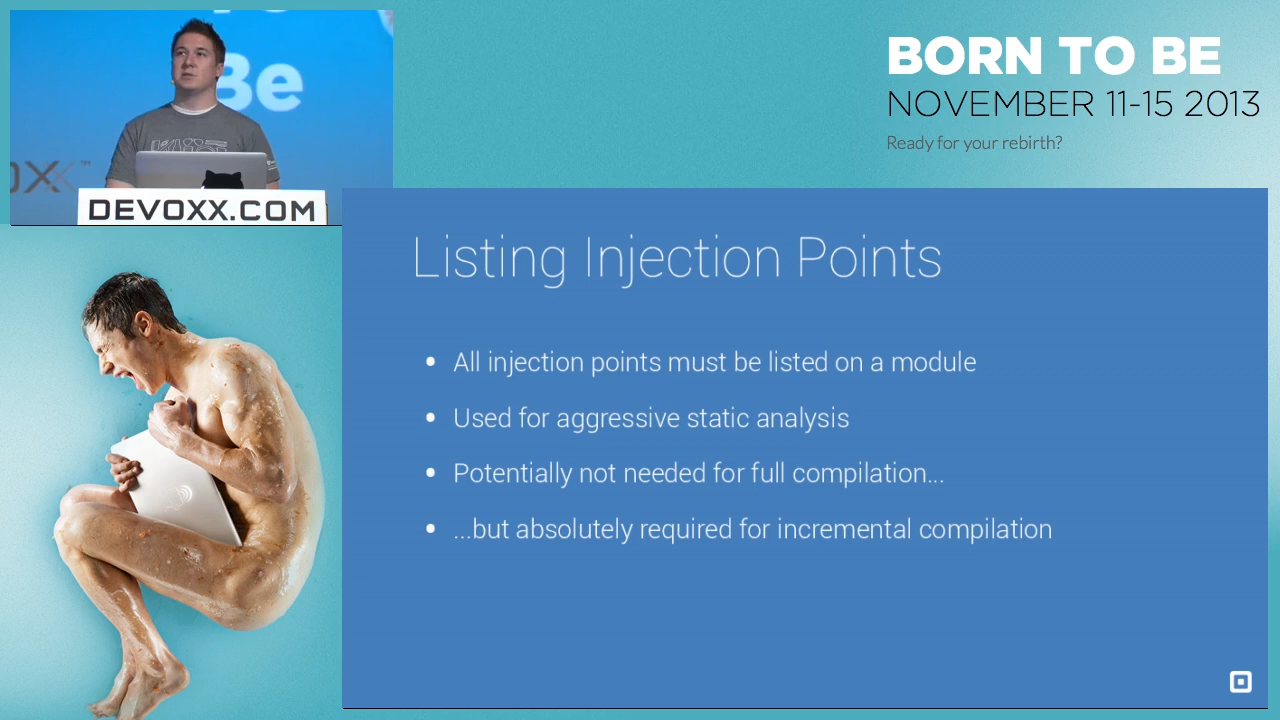 Be
DEVOXX.COM
BORN TO BE
NOVEMBER 11-15 2013
Ready for your rebirth?
Listing Injection Points
• All injection points must be listed on a module
• Used for aggressive static analysis
• Potentially not needed for full compilation...
• ...but absolutely required for incremental compilation